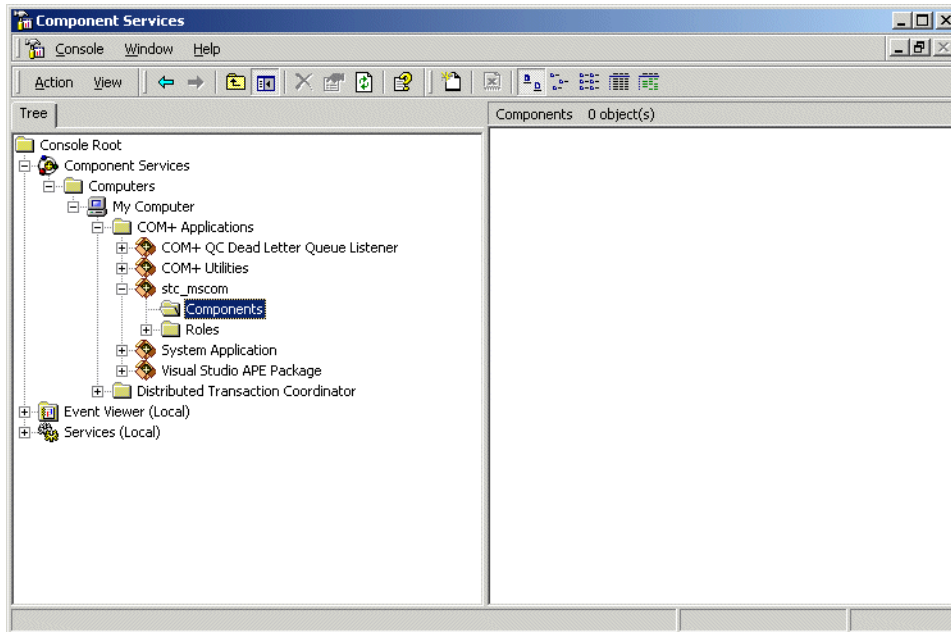 Component Services
Console Window Help
Action View
Tree
Components 0 object(s)
Console Root
Component Services
Computers
My Computer
COM+ Applications
COM+ QC Dead Letter Queue Listener
COM+ Utilities
stc_mscom
Components
Roles
System Application
Visual Studio APE Package
Distributed Transaction Coordinator
Event Viewer (Local)
Services (Local)